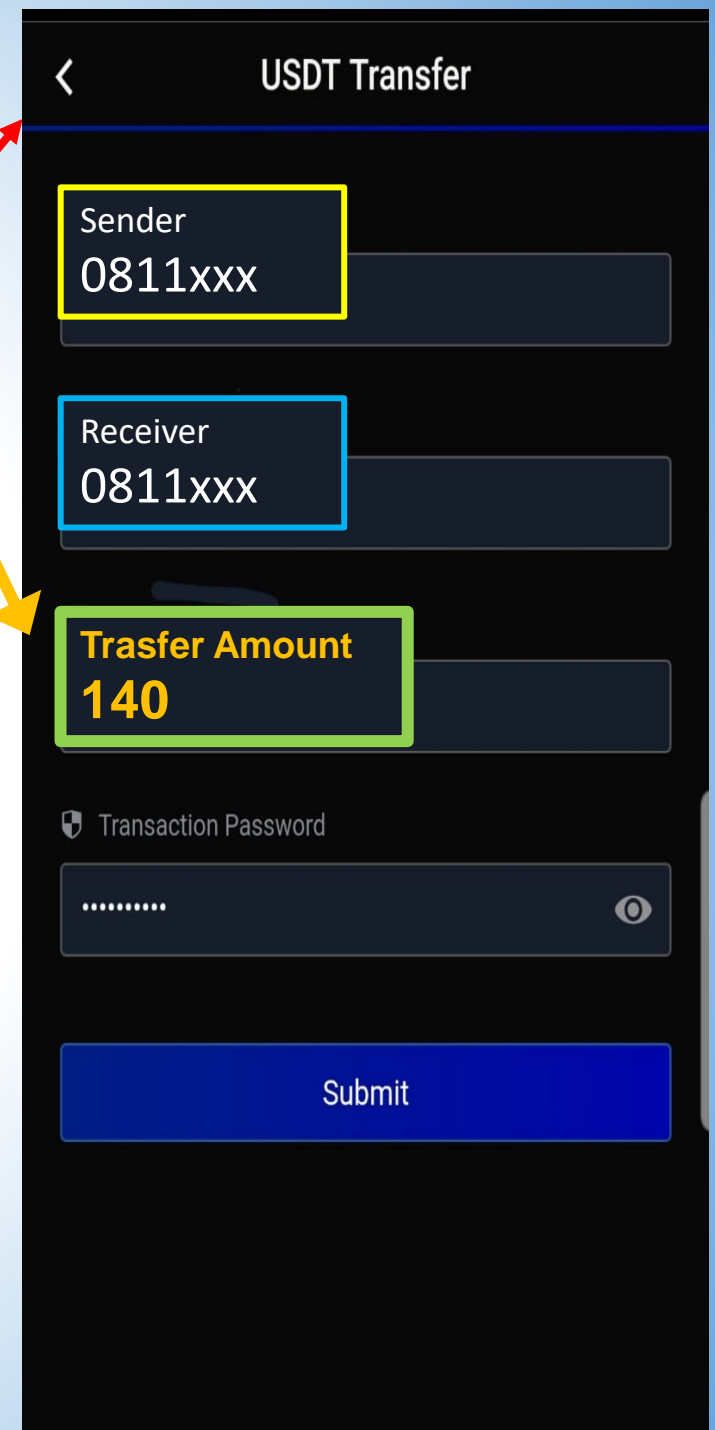 USDT Transfer
Sender
0811xxx
Receiver
0811xxx
Trasfer Amount
140
Transaction Password
••••••••••
Submit